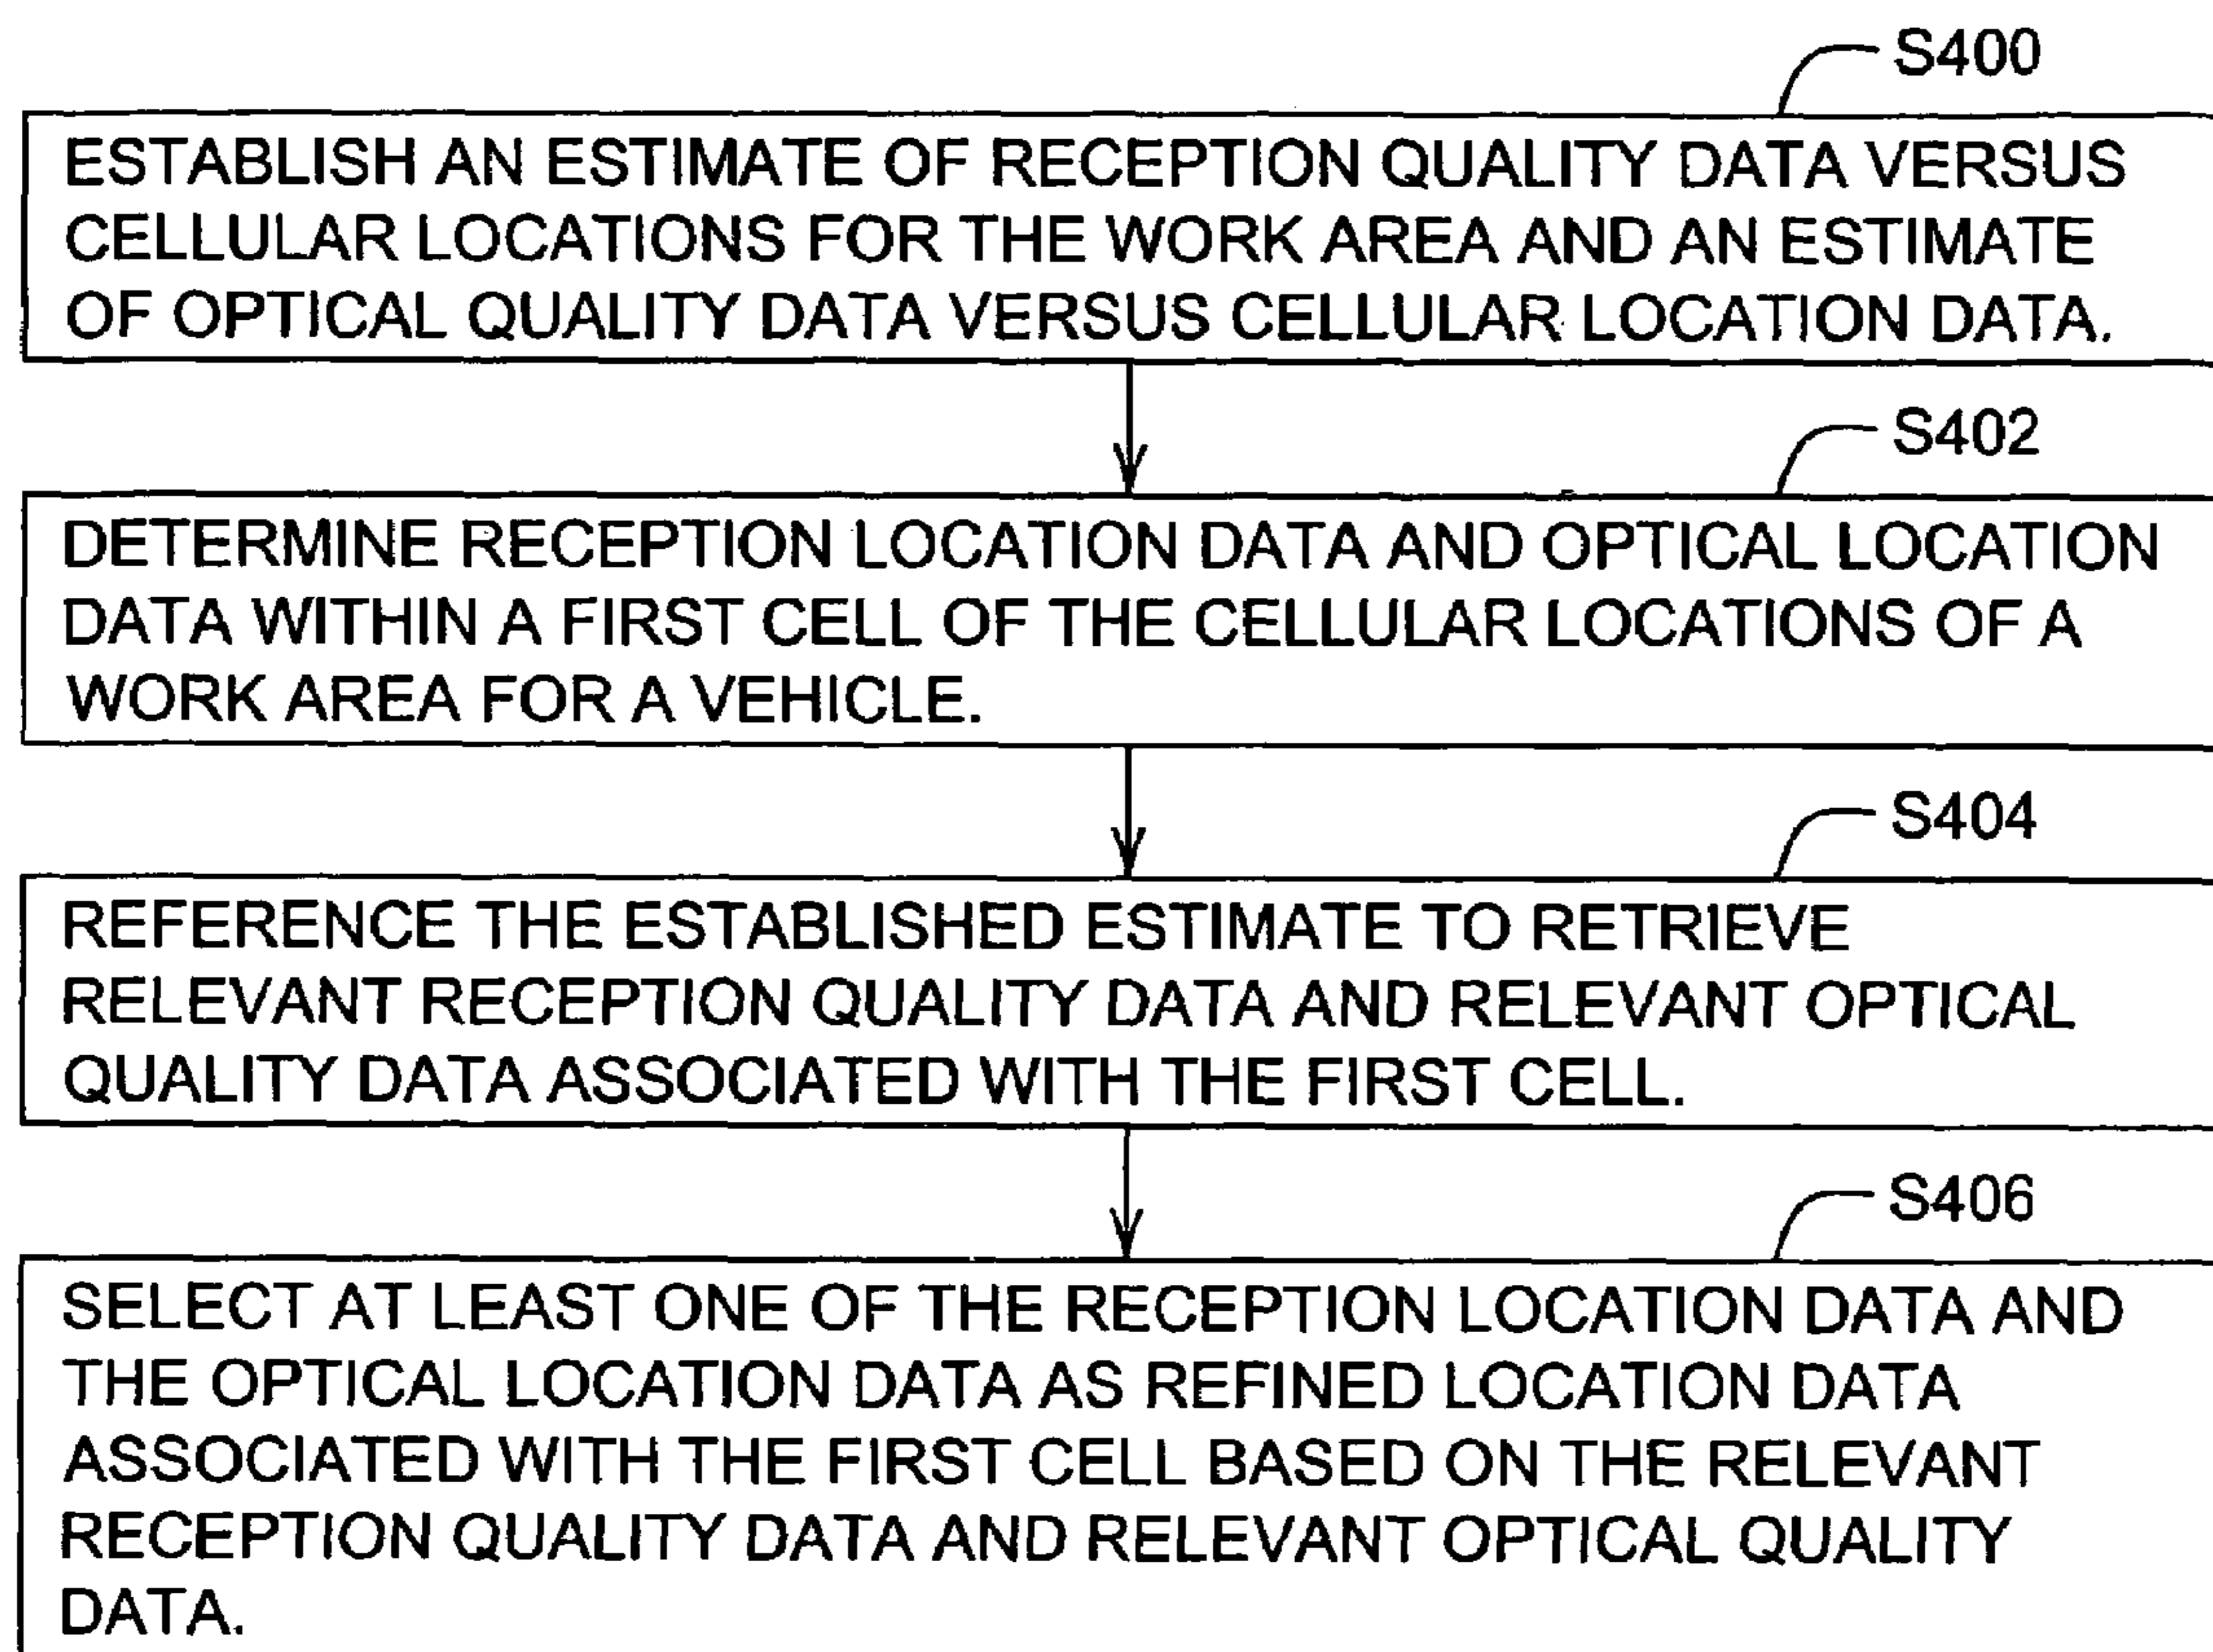 S400
ESTABLISH AN ESTIMATE OF RECEPTION QUALITY DATA VERSUS
CELLULAR LOCATIONS FOR THE WORK AREA AND AN ESTIMATE
OF OPTICAL QUALITY DATA VERSUS CELLULAR LOCATION DATA.
S402
DETERMINE RECEPTION LOCATION DATA AND OPTICAL LOCATION
DATA WITHIN A FIRST CELL OF THE CELLULAR LOCATIONS OF A
WORK AREA FOR A VEHICLE.
S404
REFERENCE THE ESTABLISHED ESTIMATE TO RETRIEVE
RELEVANT RECEPTION QUALITY DATA AND RELEVANT OPTICAL
QUALITY DATA ASSOCIATED WITH THE FIRST CELL.
S406
SELECT AT LEAST ONE OF THE RECEPTION LOCATION DATA AND
THE OPTICAL LOCATION DATA AS REFINED LOCATION DATA
ASSOCIATED WITH THE FIRST CELL BASED ON THE RELEVANT
RECEPTION QUALITY DATA AND RELEVANT OPTICAL QUALITY
DATA.